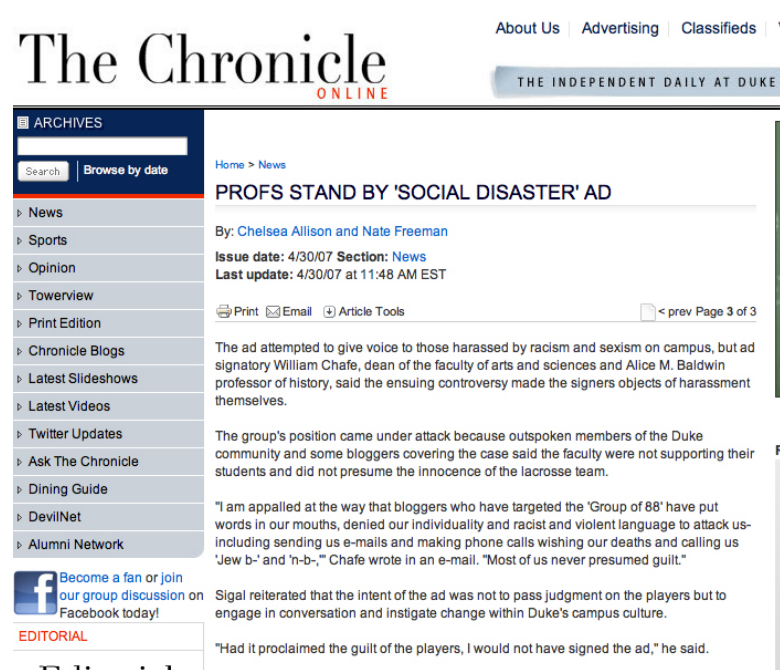 The Chronicle
ONLINE
About Us
Advertising
Classifieds
THE INDEPENDENT DAILY AT DUKE
ARCHIVES
Search
Browse by date
News
Sports
Opinion
Towerview
Print Edition
Chronicle Blogs
Latest Slideshows
Latest Videos
Twitter Updates
Ask The Chronicle
Dining Guide
DevilNet
Alumni Network
f
Become a fan or join
our group discussion on
Facebook today!
EDITORIAL
Home > News
PROFS STAND BY 'SOCIAL DISASTER' AD
By: Chelsea Allison and Nate Freeman
Issue date: 4/30/07 Section: News
Last update: 4/30/07 at 11:48 AM EST
Print Email Article Tools
< prev Page 3 of 3
The ad attempted to give voice to those harassed by racism and sexism on campus, but ad
signatory William Chafe, dean of the faculty of arts and sciences and Alice M. Baldwin
professor of history, said the ensuing controversy made the signers objects of harassment
themselves.
The group's position came under attack because outspoken members of the Duke
community and some bloggers covering the case said the faculty were not supporting their
students and did not presume the innocence of the lacrosse team.
"I am appalled at the way that bloggers who have targeted the 'Group of 88' have put
words in our mouths, denied our individuality and racist and violent language to attack us-
including sending us e-mails and making phone calls wishing our deaths and calling us
'Jew b-' and 'n-b-,'" Chafe wrote in an e-mail. "Most of us never presumed guilt."
Sigal reiterated that the intent of the ad was not to pass judgment on the players but to
engage in conversation and instigate change within Duke's campus culture.
"Had it proclaimed the guilt of the players, I would not have signed the ad," he said.